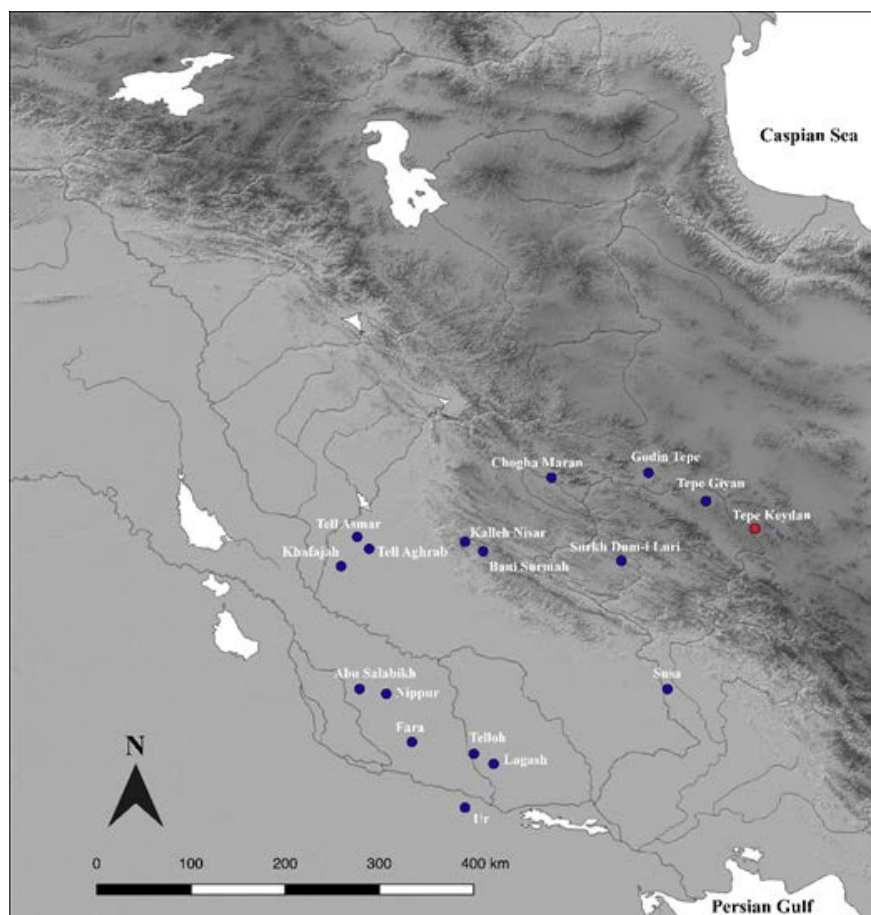 Caspian Sea
Chogha Maran
Godin Tepe
Tepe Giyan
Tepe Keydan
Tell Asmar
Tell Aghrab
Khafajah
Kalleh Nisar
Bani Surmah
Surkh Dum-i Luri
Abu Salabikh
Nippur
Susa
Fara
Telloh
Lagash
Ur
N
0 100 200 300 400 km
Persian Gulf